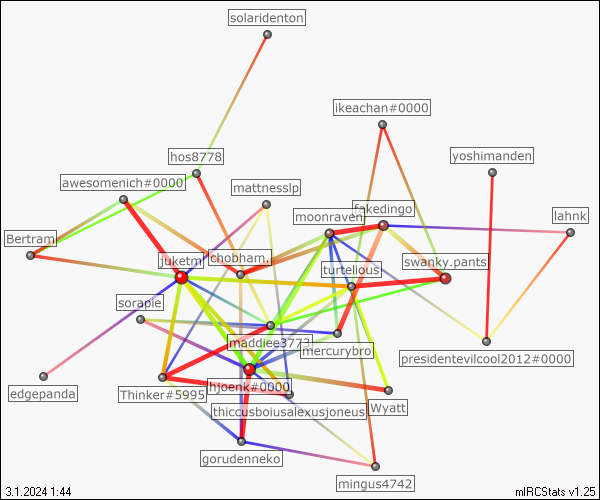 solaridenton
ikeachan#0000
yoshimanden
hos8778
awesomenich#0000
mattnesslp
fakedingo
moonraven
lahnk
Bertram
juketm
chobham.
turtelious
swanky.pants
sorapie
maddiee3773
mercurybro
presidentevilcool2012#0000
edgepanda
Thinker#5995
hjoenk#0000
thiccusboiusalexusjoneus
Wyatt
gorudenneko
mingus4742
3.1.2024 1:44
mIRCStats v1.25